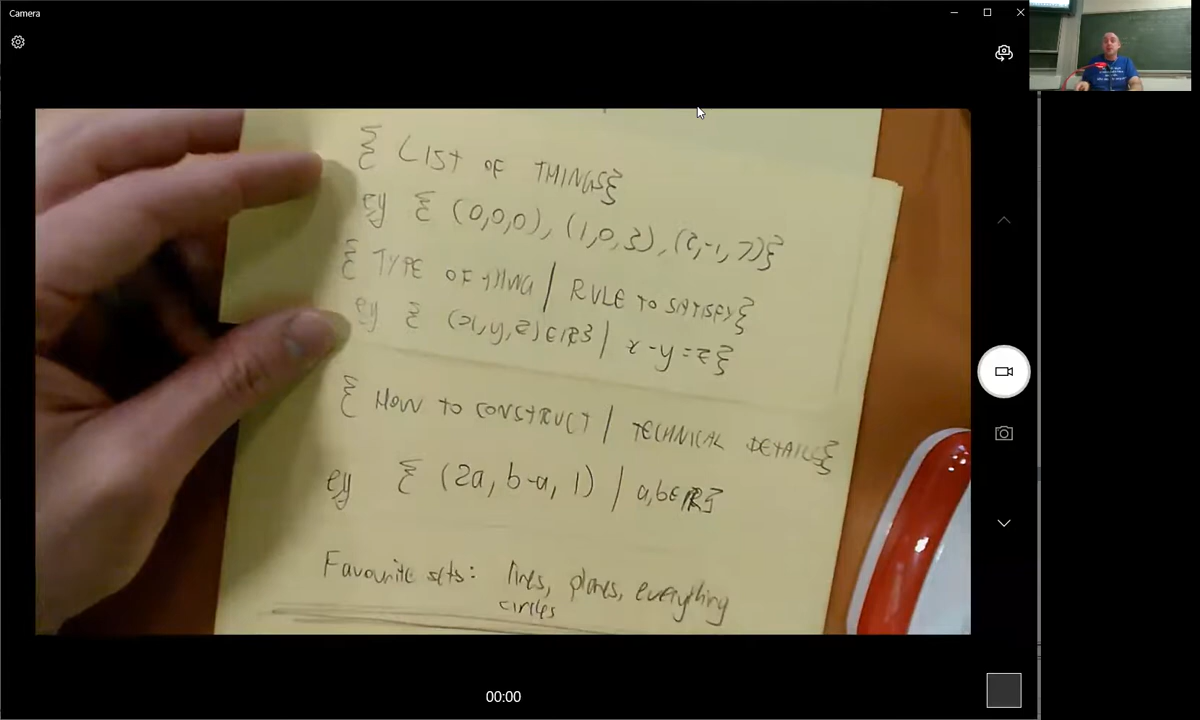 Camera
{ LIST OF THINGS}
eg { (0,0,0), (1,0,3), (2,-1,7)}
{ TYPE OF THING | RULE TO SATISFY}
eg { (x,y,z)∈ℝ3 | x-y=z}
{ HOW TO CONSTRUCT | TECHNICAL DETAILS}
eg { (2a, b-a, 1) | a,b∈ℝ}
Favourite sets: lines, planes, everything
circles
00:00